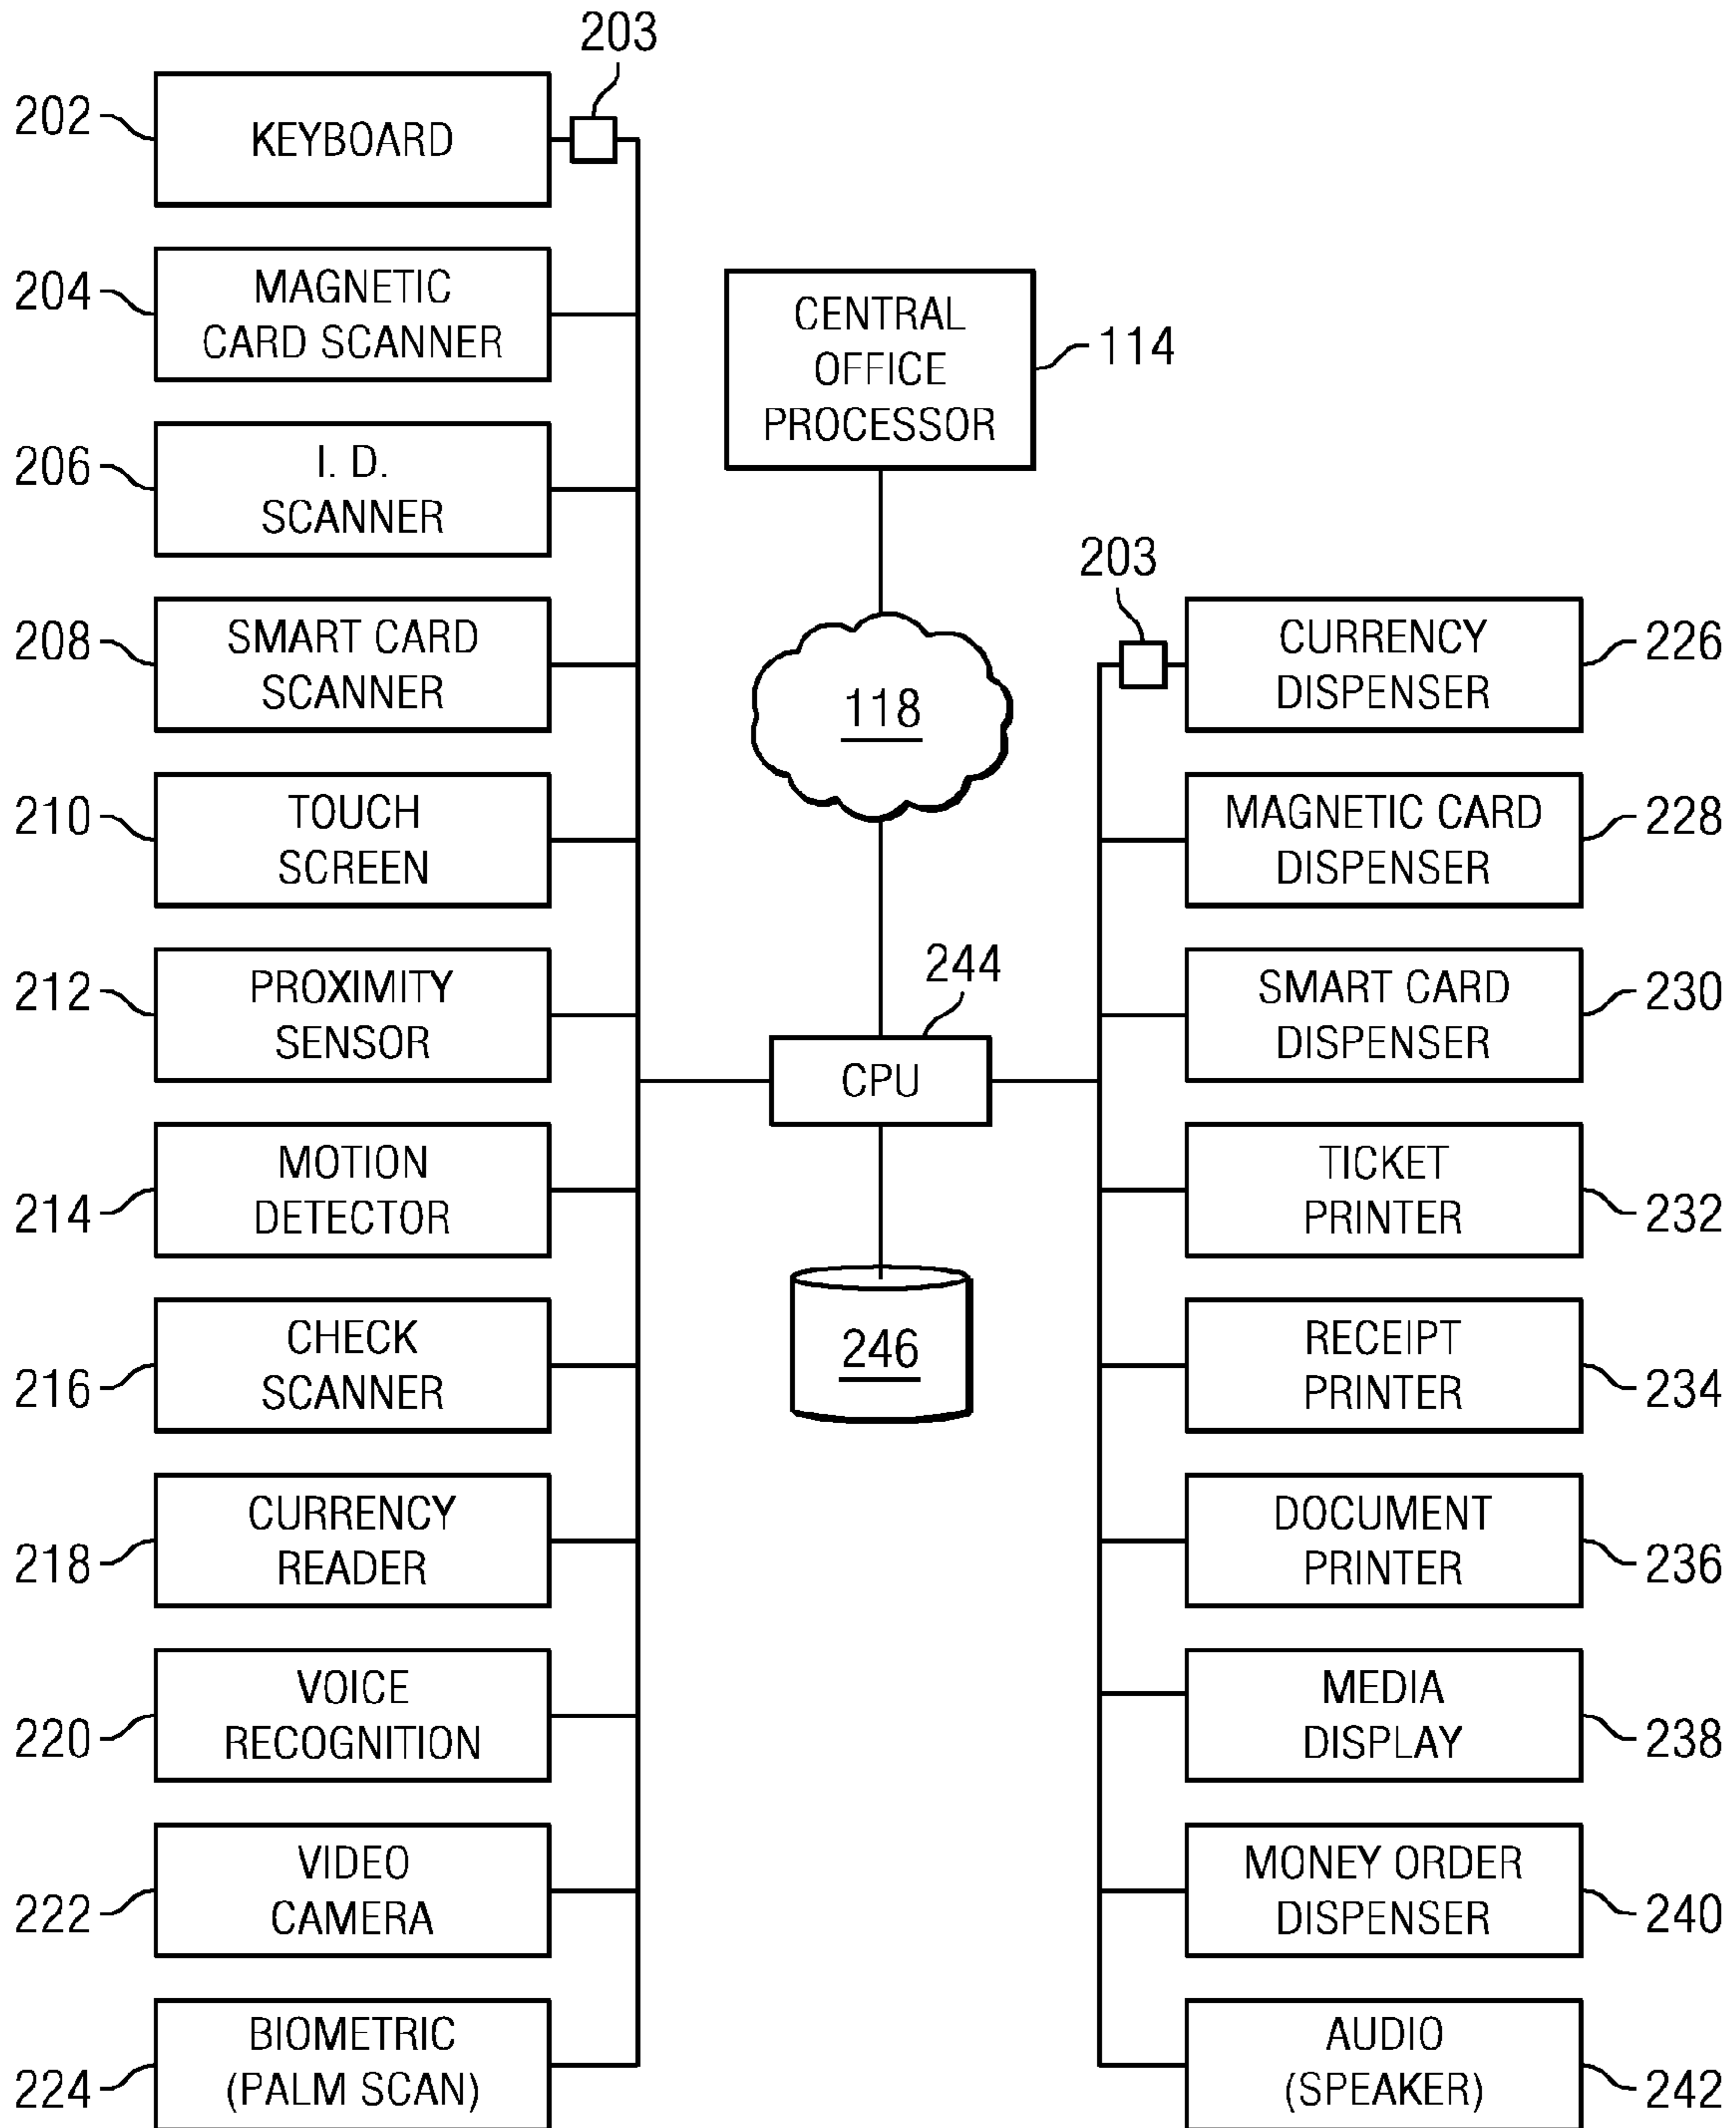 203
202
KEYBOARD
204
MAGNETIC
CARD SCANNER
206
I. D.
SCANNER
208
SMART CARD
SCANNER
210
TOUCH
SCREEN
212
PROXIMITY
SENSOR
214
MOTION
DETECTOR
216
CHECK
SCANNER
218
CURRENCY
READER
220
VOICE
RECOGNITION
222
VIDEO
CAMERA
224
BIOMETRIC
(PALM SCAN)
CENTRAL
OFFICE
PROCESSOR
114
118
244
CPU
246
203
CURRENCY
DISPENSER
226
MAGNETIC CARD
DISPENSER
228
SMART CARD
DISPENSER
230
TICKET
PRINTER
232
RECEIPT
PRINTER
234
DOCUMENT
PRINTER
236
MEDIA
DISPLAY
238
MONEY ORDER
DISPENSER
240
AUDIO
(SPEAKER)
242